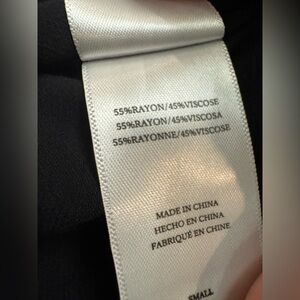 55%RAYON/45%VISCOSE
55%RAYON/45%VISCOSA
55%RAYONNE/45%VISCOSE
MADE IN CHINA
HECHO EN CHINA
FABRIQUÉ EN CHINE
SMALL